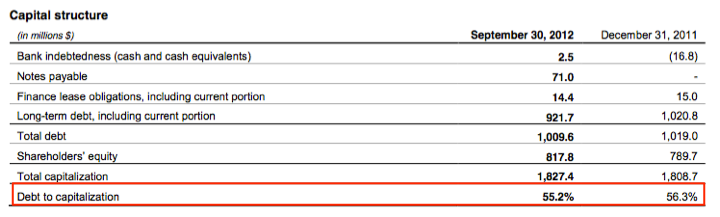 Capital structure
(in millions $) September 30, 2012 December 31, 2011
Bank indebtedness (cash and cash equivalents) 2.5 (16.8)
Notes payable 71.0 -
Finance lease obligations, including current portion 14.4 15.0
Long-term debt, including current portion 921.7 1,020.8
Total debt 1,009.6 1,019.0
Shareholders' equity 817.8 789.7
Total capitalization 1,827.4 1,808.7
Debt to capitalization 55.2% 56.3%